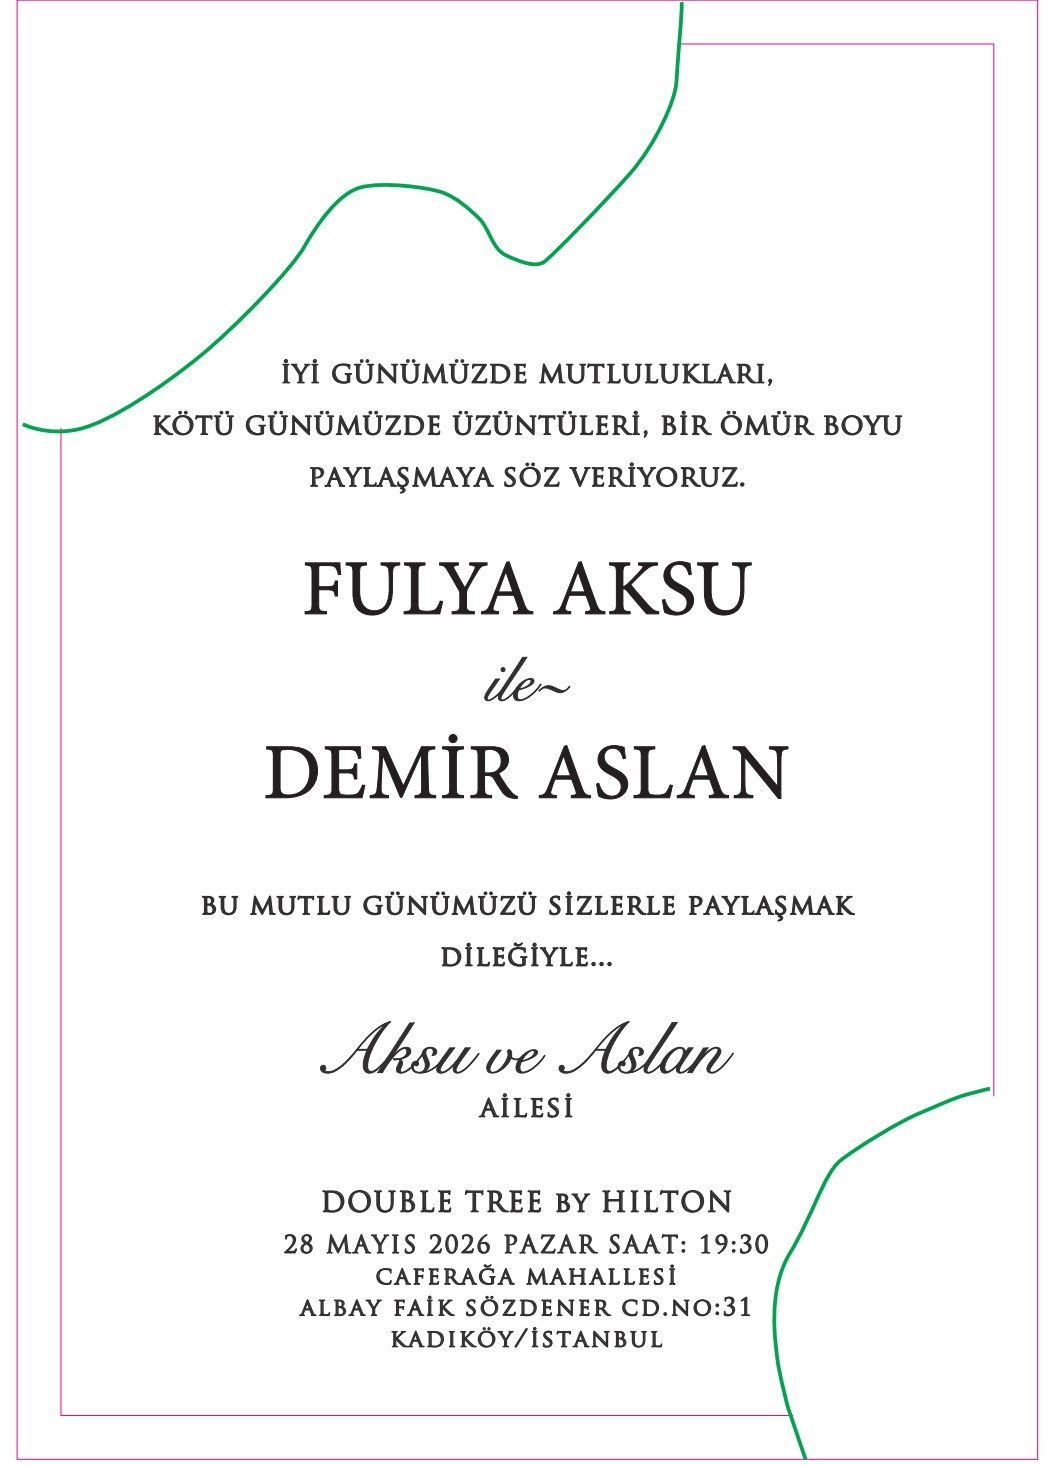 İYİ GÜNÜMÜZDE MUTLULUKLARI,
KÖTÜ GÜNÜMÜZDE ÜZÜNTÜLERİ, BİR ÖMÜR BOYU
PAYLAŞMAYA SÖZ VERİYORUZ.
FULYA AKSU
ile~
DEMİR ASLAN
BU MUTLU GÜNÜMÜZÜ SİZLERLE PAYLAŞMAK
DİLEĞİYLE...
Aksu ve Aslan
AİLESİ
DOUBLE TREE BY HILTON
28 MAYIS 2026 PAZAR SAAT: 19:30
CAFERAĞA MAHALLESİ
ALBAY FAİK SÖZDENER CD.NO:31
KADIKÖY/İSTANBUL